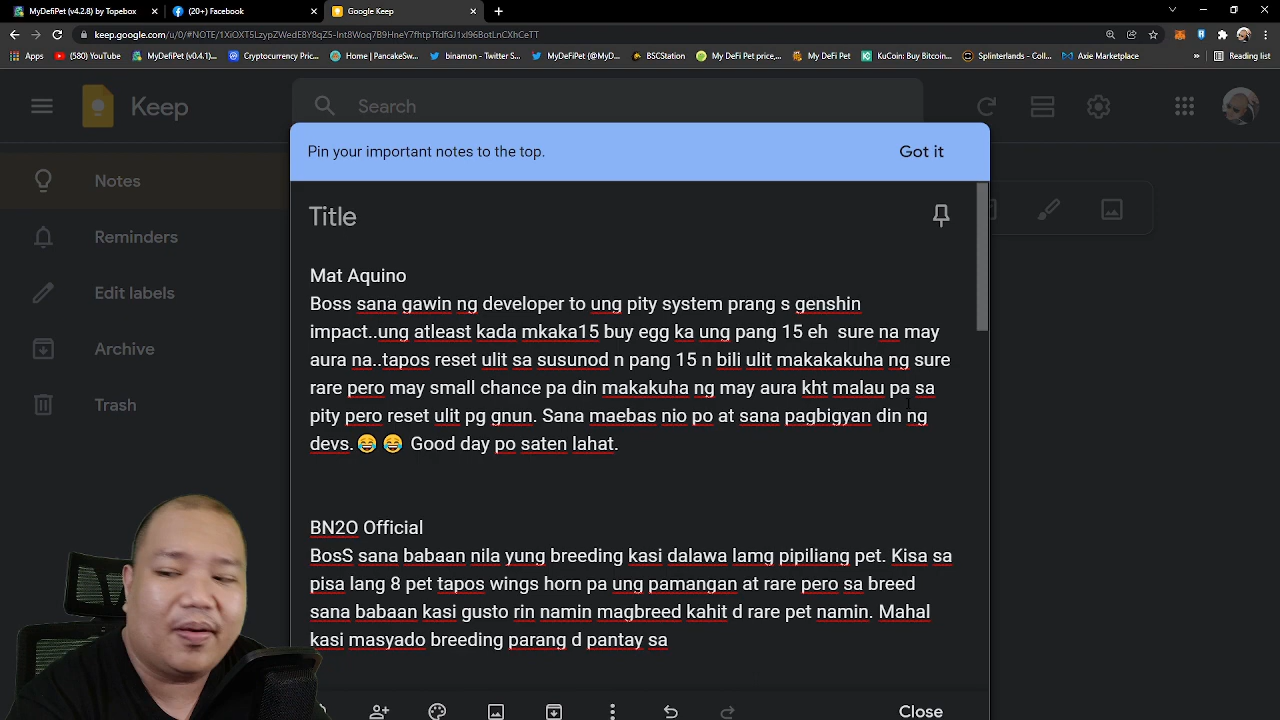 MyDefiPet (v4.2.8) by Topebox
(20+) Facebook
Google Keep
keep.google.com/u/0/#NOTE/1XiOXT5LzypZWedE8Y8qZ5-Int8Woq7B9HneY7fhtpTfdfGJ1xl96BotLnCXhCeTT
Apps
(580) YouTube
MyDefiPet (v0.4.1)...
Cryptocurrency Pric...
Home | PancakeSw...
binamon - Twitter S...
MyDefiPet (@MyD...
BSCStation
My DeFi Pet price,...
My DeFi Pet
KuCoin: Buy Bitcoin...
Splinterlands - Col...
Axie Marketplace
»
Reading list
Keep
Search
Pin your important notes to the top.
Got it
Notes
Reminders
Edit labels
Archive
Trash
Title
Mat Aquino
Boss sana gawin ng developer to ung pity system prang s genshin
impact..ung atleast kada mkaka15 buy egg ka ung pang 15 eh  sure na may
aura na..tapos reset ulit sa susunod n pang 15 n bili ulit makakakuha ng sure
rare pero may small chance pa din makakuha ng may aura kht malau pa sa
pity pero reset ulit pg gnun. Sana maebas nio po at sana pagbigyan din ng
devs. 😂 😂 Good day po saten lahat.
BN2O Official
BosS sana babaan nila yung breeding kasi dalawa lamg pipiliang pet. Kisa sa
pisa lang 8 pet tapos wings horn pa ung pamangan at rare pero sa breed
sana babaan kasi gusto rin namin magbreed kahit d rare pet namin. Mahal
kasi masyado breeding parang d pantay sa
Close